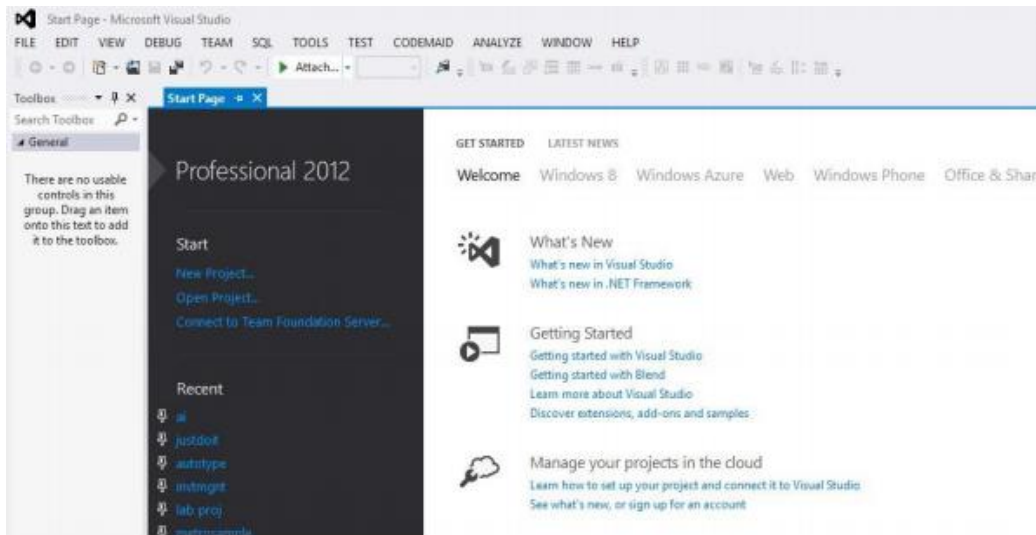 Start Page - Microsoft Visual Studio
FILE EDIT VIEW DEBUG TEAM SQL TOOLS TEST CODEMAID ANALYZE WINDOW HELP
Attach...
Toolbox
Start Page
Search Toolbox
General
There are no usable
controls in this
group. Drag an item
onto this text to add
it to the toolbox.
Professional 2012
Start
New Project...
Open Project...
Connect to Team Foundation Server...
Recent
ai
justdoit
autotype
instmgnt
lab proj
metrosample
GET STARTED LATEST NEWS
Welcome Windows 8 Windows Azure Web Windows Phone Office & Shar
What's New
What's new in Visual Studio
What's new in .NET Framework
Getting Started
Getting started with Visual Studio
Getting started with Blend
Learn more about Visual Studio
Discover extensions, add-ons and samples
Manage your projects in the cloud
Learn how to set up your project and connect it to Visual Studio
See what's new, or sign up for an account